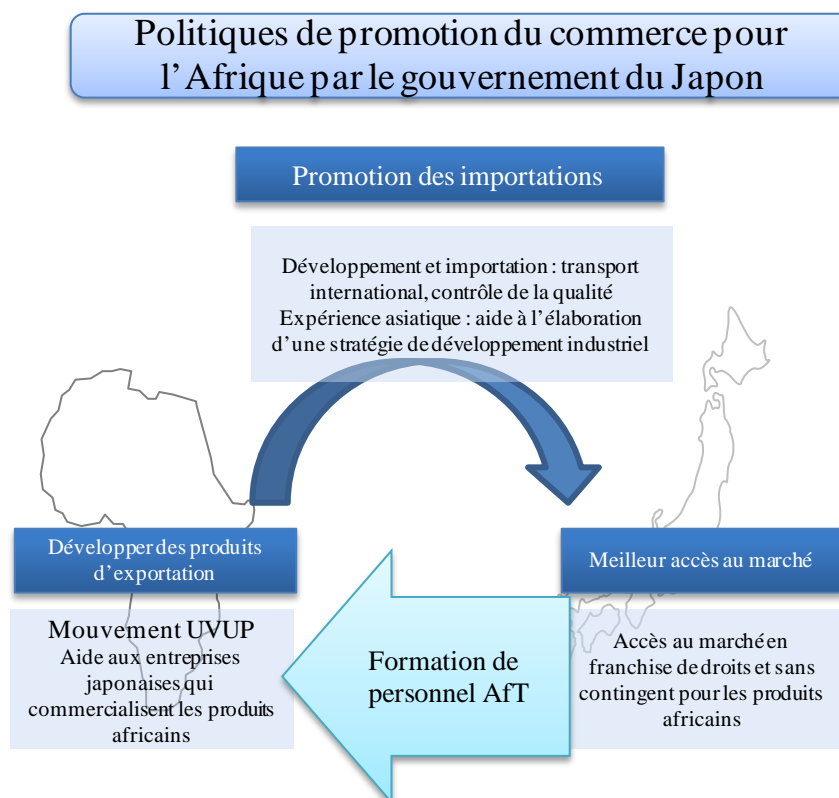 Politiques de promotion du commerce pour
l’Afrique par le gouvernement du Japon
Promotion des importations
Développement et importation : transport
international, contrôle de la qualité
Expérience asiatique : aide à l’élaboration
d’une stratégie de développement industriel
Développer des produits
d’exportation
Mouvement UVUP
Aide aux entreprises
japonaises qui
commercialisent les produits
africains
Formation de
personnel AfT
Meilleur accès au marché
Accès au marché en
franchise de droits et sans
contingent pour les produits
africains